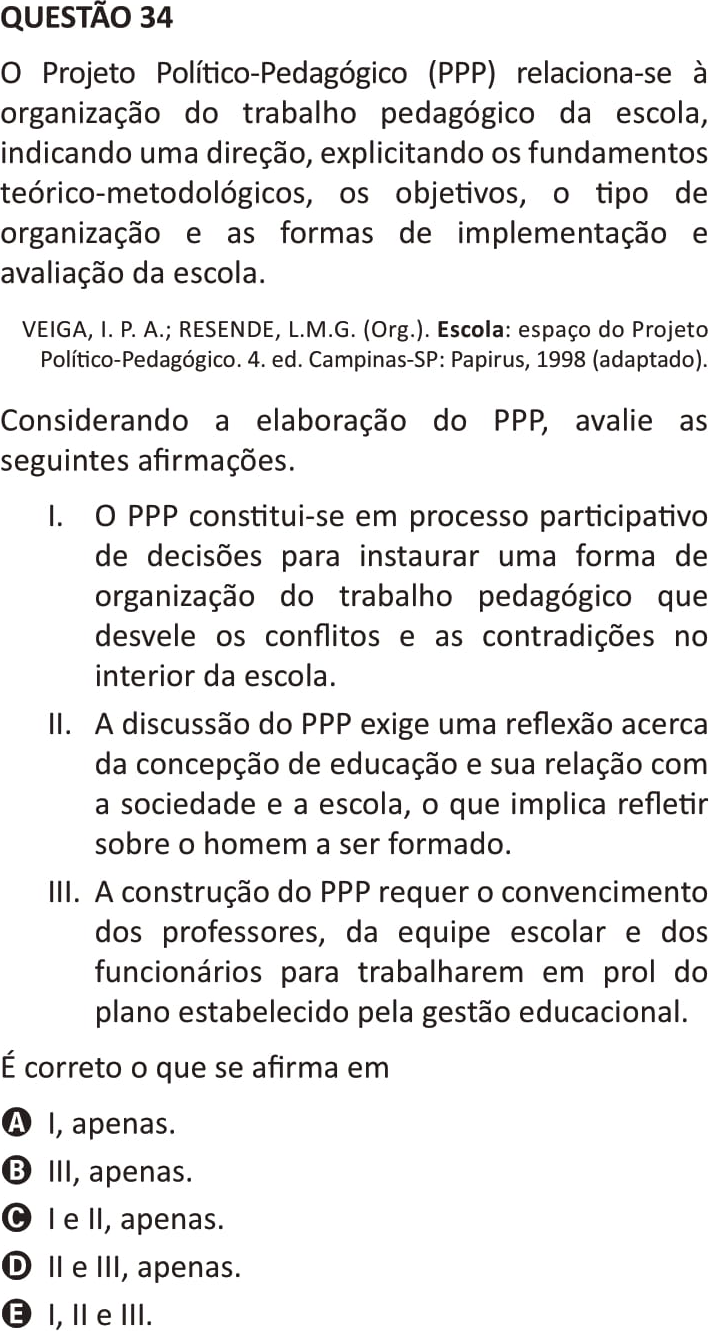 QUESTÃO 34
O Projeto Político-Pedagógico (PPP) relaciona-se à
organização do trabalho pedagógico da escola,
indicando uma direção, explicitando os fundamentos
teórico-metodológicos, os objetivos, o tipo de
organização e as formas de implementação e
avaliação da escola.
VEIGA, I. P. A.; RESENDE, L.M.G. (Org.). Escola: espaço do Projeto
Político-Pedagógico. 4. ed. Campinas-SP: Papirus, 1998 (adaptado).
Considerando a elaboração do PPP, avalie as
seguintes afirmações.
I. O PPP constitui-se em processo participativo
de decisões para instaurar uma forma de
organização do trabalho pedagógico que
desvele os conflitos e as contradições no
interior da escola.
II. A discussão do PPP exige uma reflexão acerca
da concepção de educação e sua relação com
a sociedade e a escola, o que implica refletir
sobre o homem a ser formado.
III. A construção do PPP requer o convencimento
dos professores, da equipe escolar e dos
funcionários para trabalharem em prol do
plano estabelecido pela gestão educacional.
É correto o que se afirma em
A I, apenas.
B III, apenas.
C I e II, apenas.
D II e III, apenas.
E I, II e III.